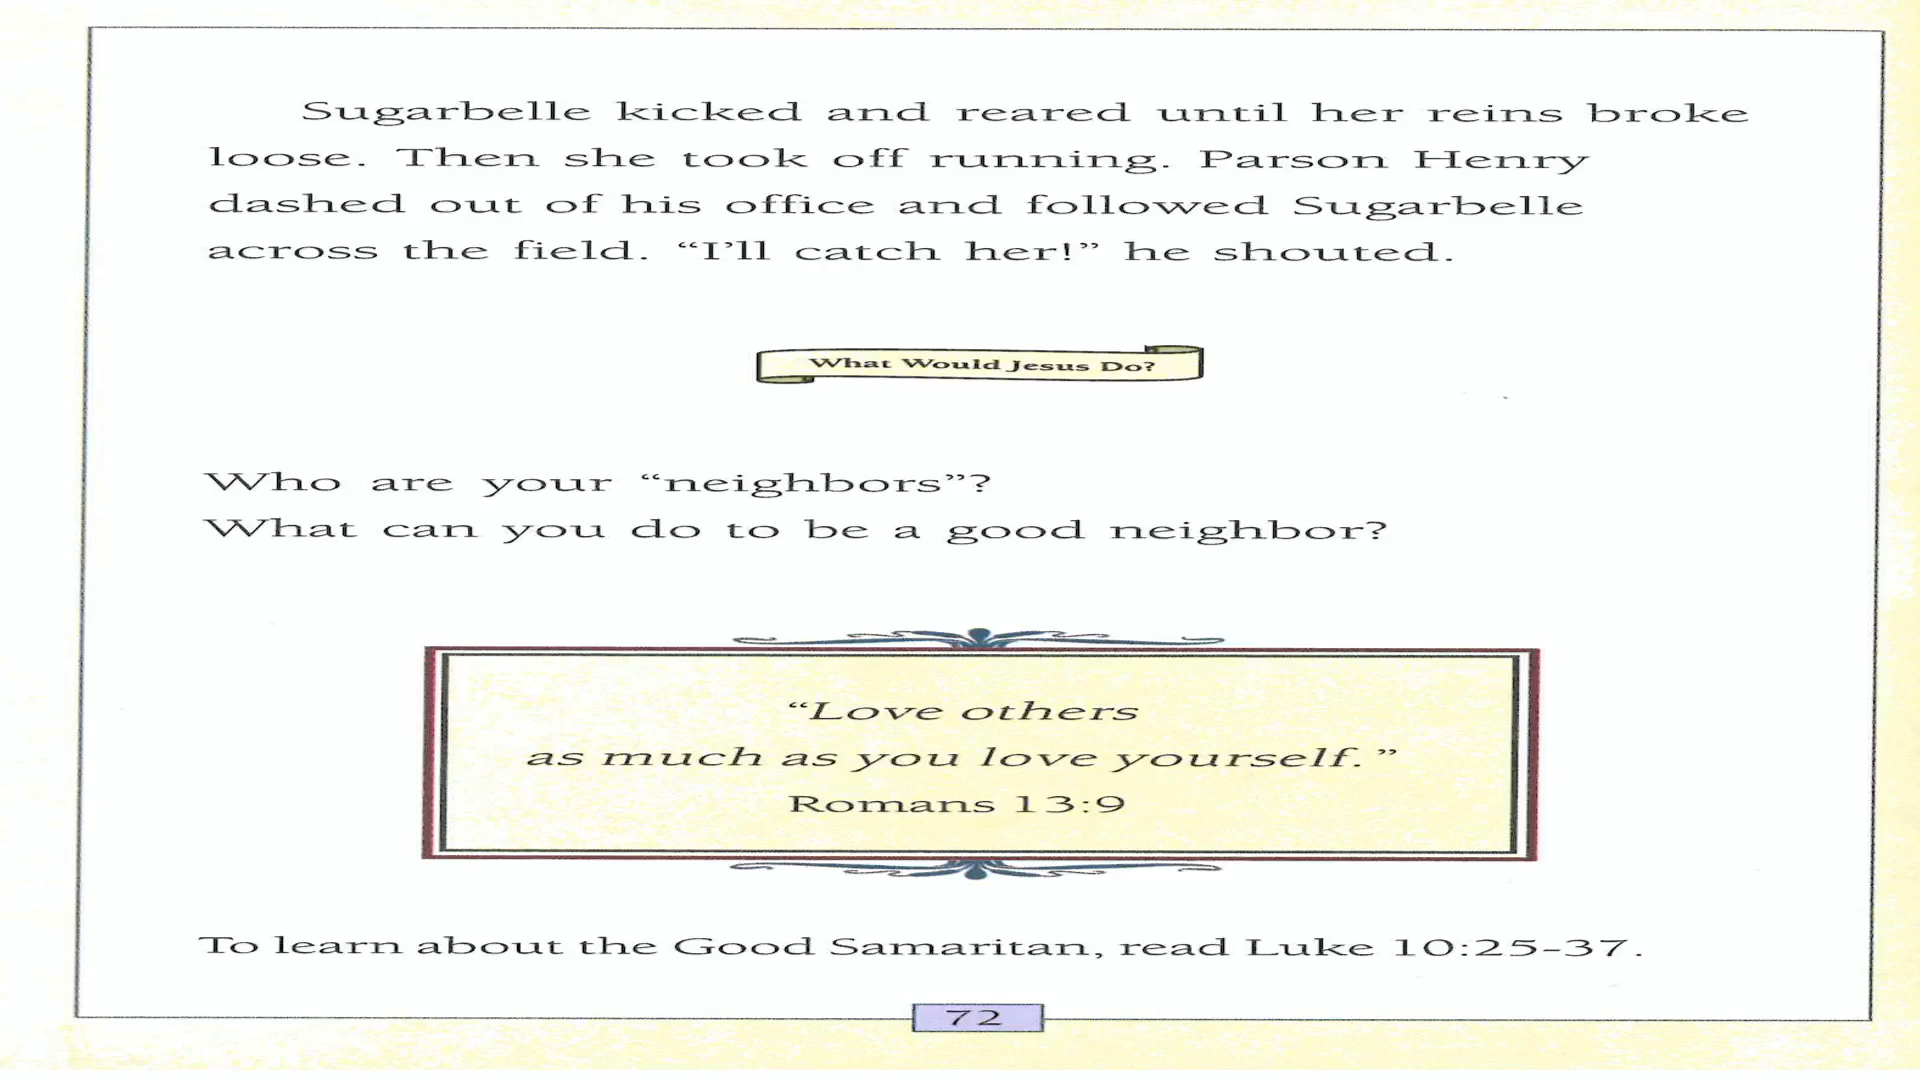 Sugarbelle kicked and reared until her reins broke
loose. Then she took off running. Parson Henry
dashed out of his office and followed Sugarbelle
across the field. “I’ll catch her!” he shouted.
What Would Jesus Do?
Who are your “neighbors”?
What can you do to be a good neighbor?
“Love others
as much as you love yourself.”
Romans 13:9
To learn about the Good Samaritan, read Luke 10:25-37.
72